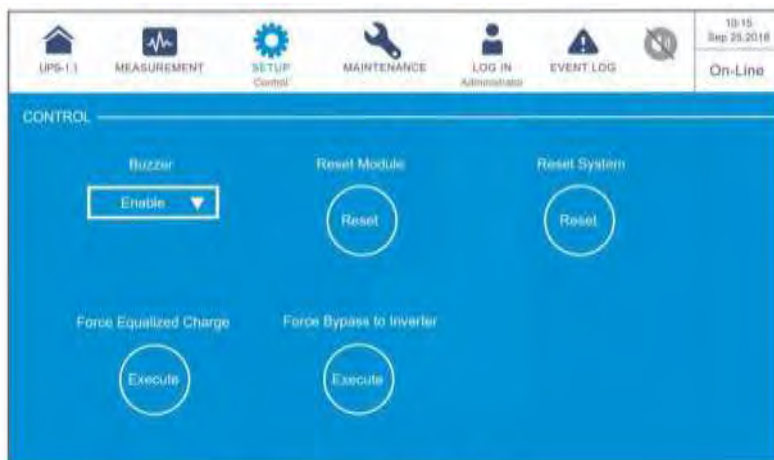 10:15
Sep 25,2018
UPS-1.1 MEASUREMENT SETUP MAINTENANCE LOG IN EVENT LOG On-Line
Control Administrator
CONTROL
Buzzer Reset Module Reset System
Enable Reset Reset
Force Equalized Charge Force Bypass to Inverter
Execute Execute